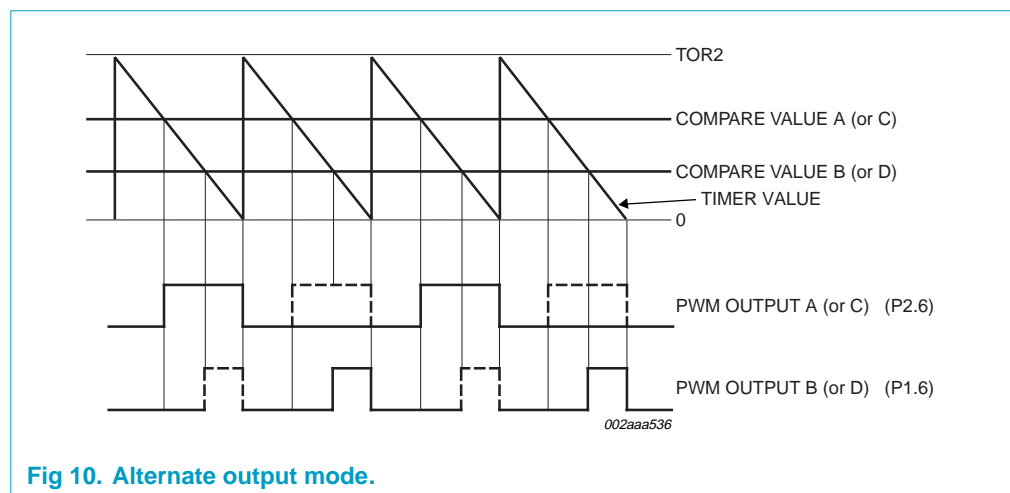 TOR2
COMPARE VALUE A (or C)
COMPARE VALUE B (or D)
TIMER VALUE
0
PWM OUTPUT A (or C) (P2.6)
PWM OUTPUT B (or D) (P1.6)
002aaa536
Fig 10. Alternate output mode.